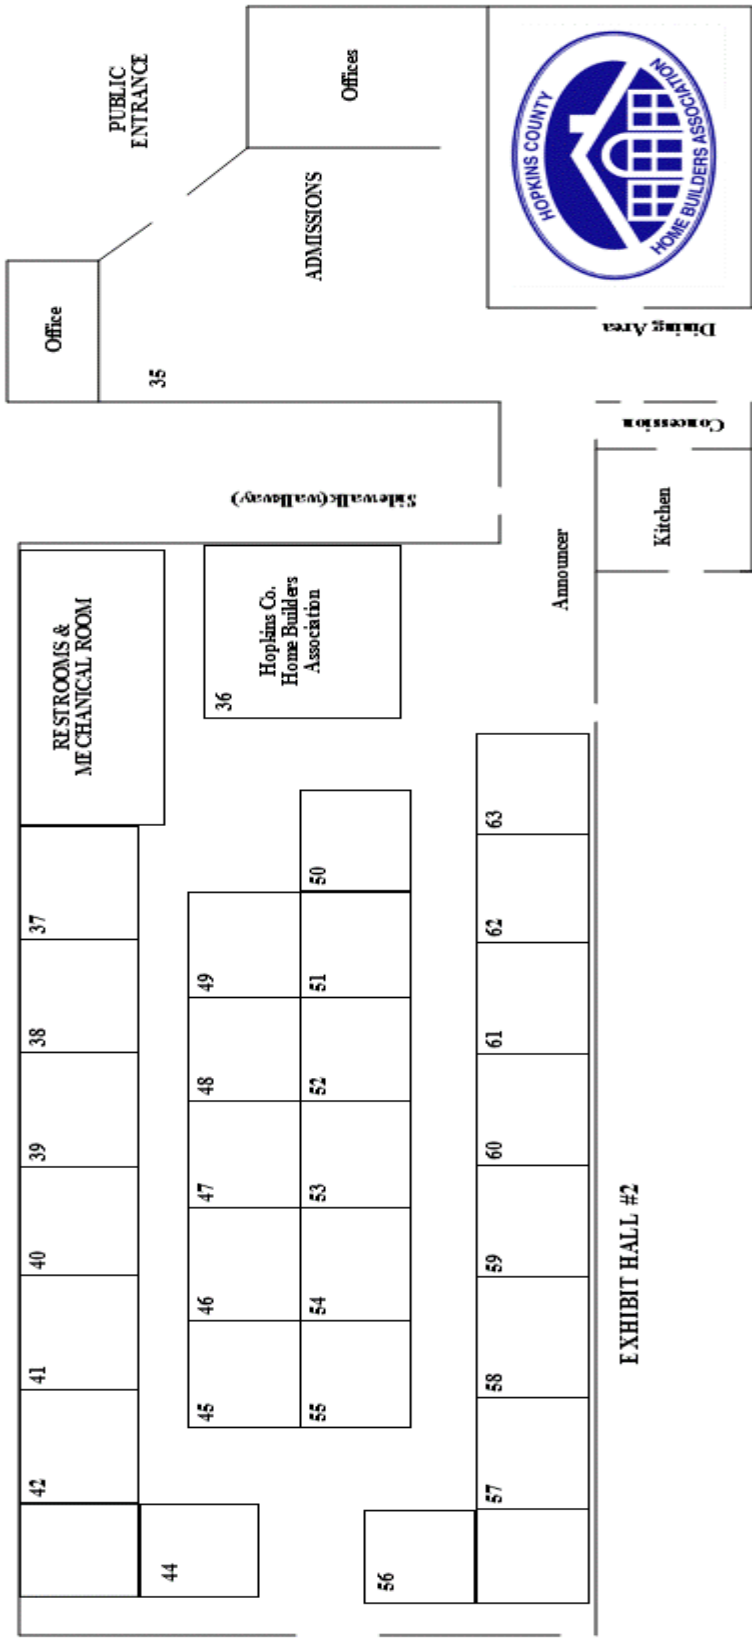 PUBLIC
ENTRANCE
Offices
HOPKINS COUNTY
HOME BUILDERS ASSOCIATION
ADMISSIONS
Office
35
Dining Area
Concession
Sidewalk(walkway)
Kitchen
Announcer
RESTROOMS &
MECHANICAL ROOM
36
Hopkins Co.
Home Builders
Association
37
38
39
40
41
42
44
45
46
47
48
49
50
51
52
53
54
55
56
57
58
59
60
61
62
63
EXHIBIT HALL #2